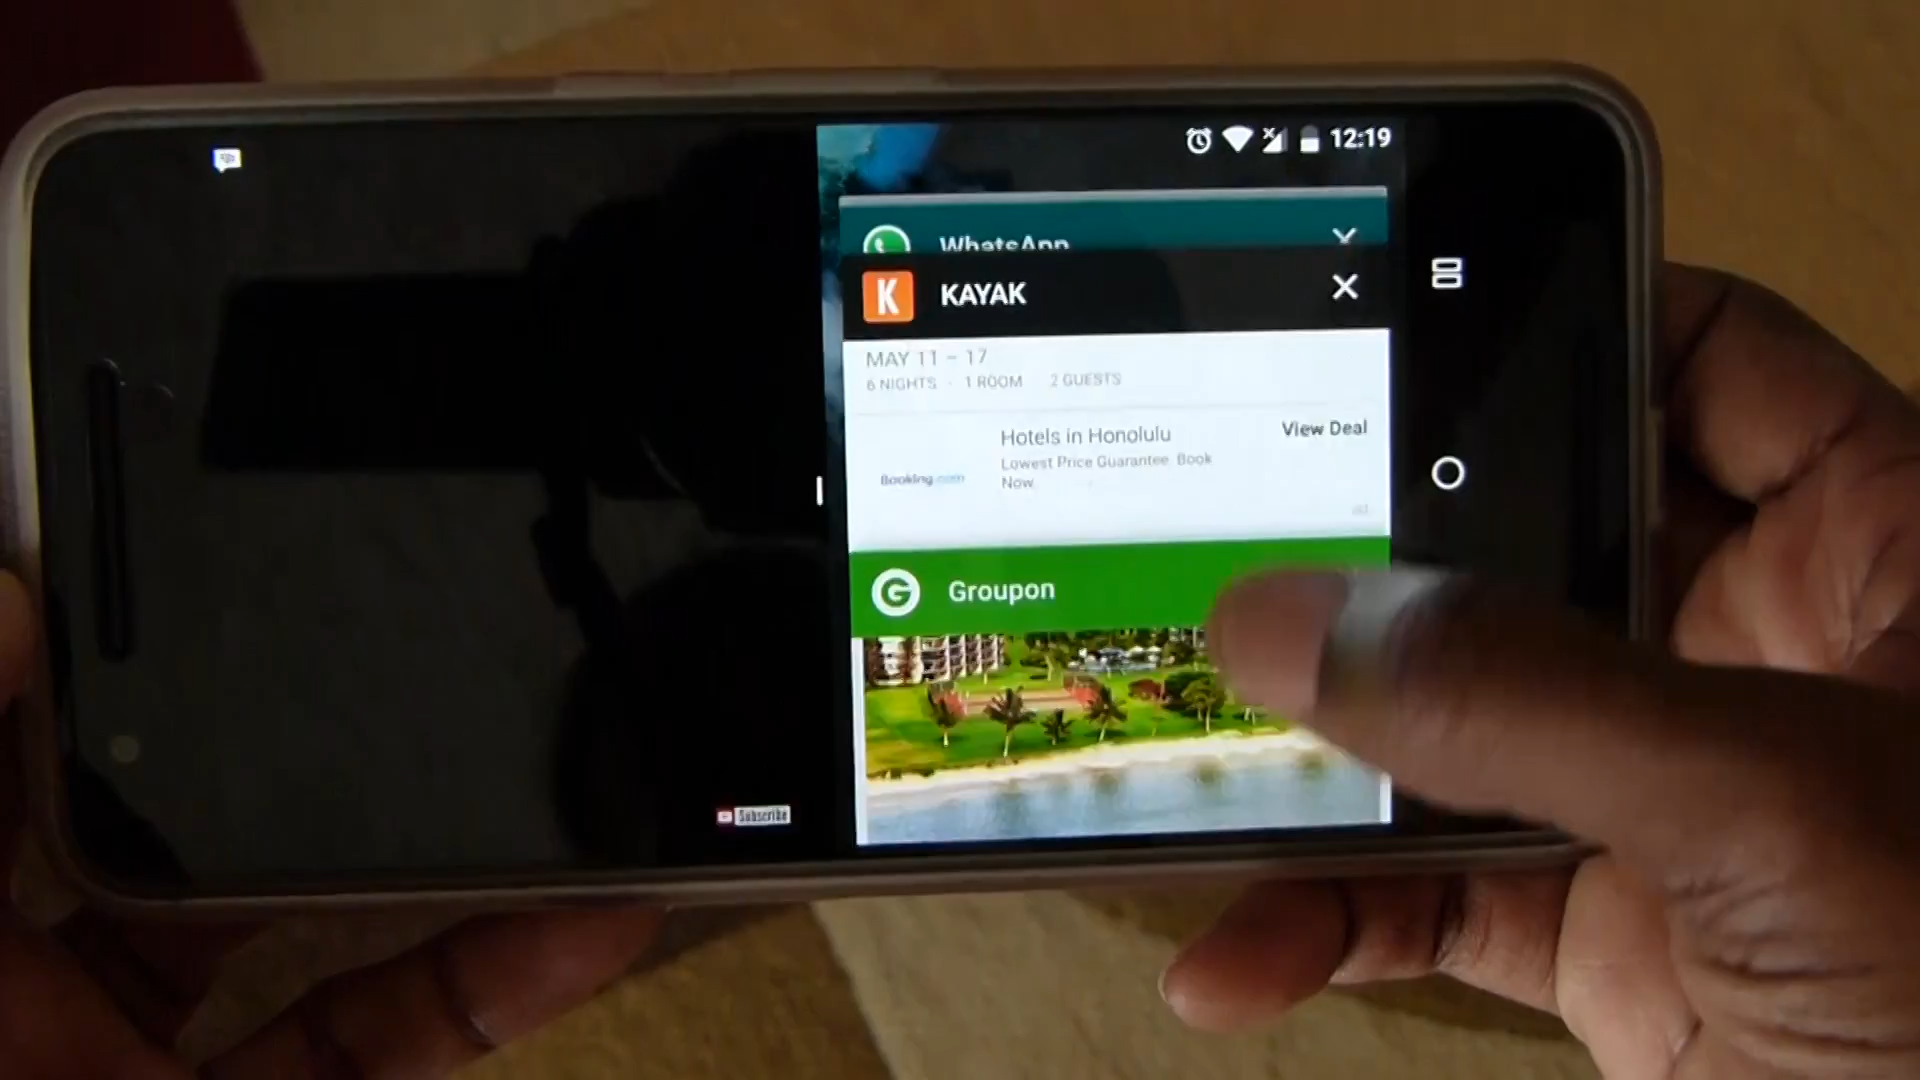 12:19
WhatsApp
K KAYAK
MAY 11 – 17
6 NIGHTS · 1 ROOM 2 GUESTS
Hotels in Honolulu
View Deal
Lowest Price Guarantee. Book
Now.
Booking.com
ad
G Groupon
Subscribe